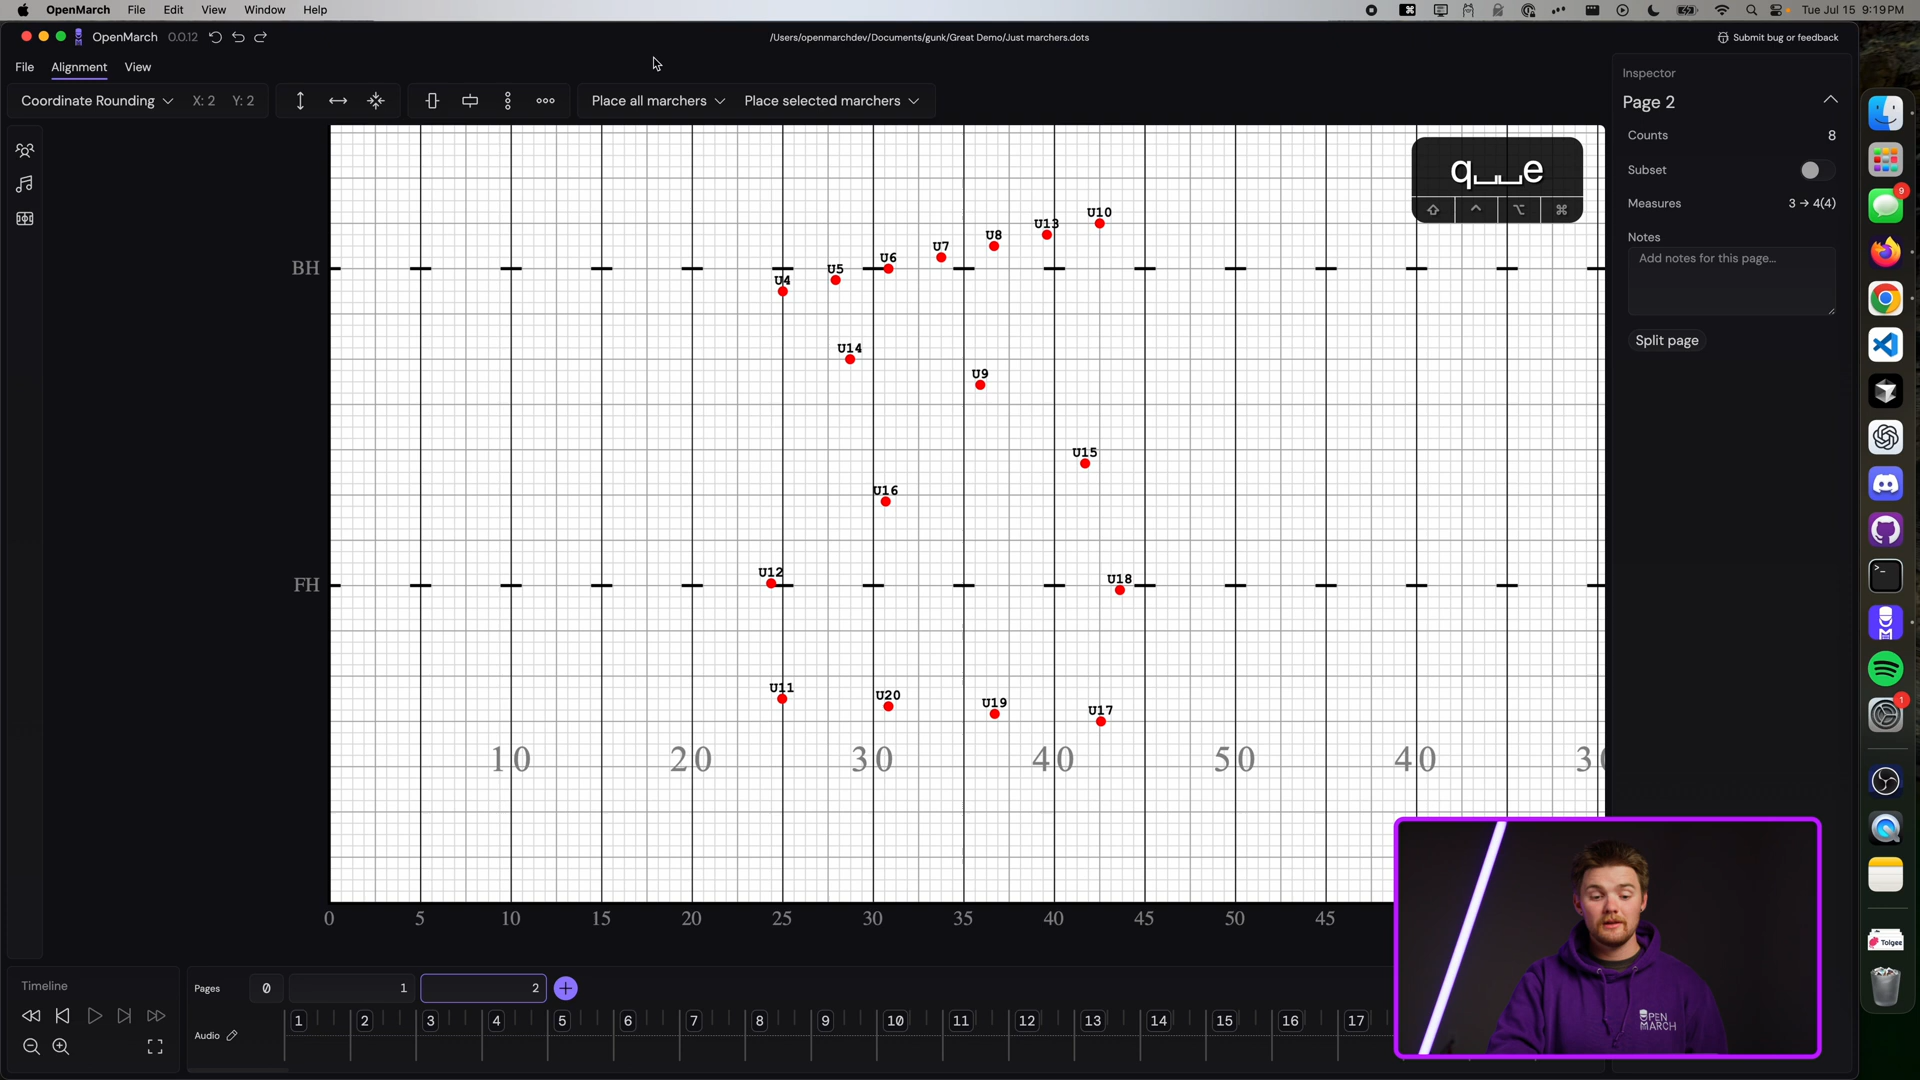 OpenMarch File Edit View Window Help
Tue Jul 15 9:19 PM
OpenMarch 0.0.12
/Users/openmarchdev/Documents/gunk/Great Demo/Just marchers.dots
Submit bug or feedback
File Alignment View
Coordinate Rounding X: 2 Y: 2
Place all marchers Place selected marchers
Inspector
Page 2
Counts 8
Subset
Measures 3 → 4(4)
Notes
Add notes for this page...
Split page
q␣␣e
9
U10
U13
U8
U7
U6
U5
U4
BH
U14
U9
U15
U16
U12
U18
FH
U11
U20
U19
U17
10 20 30 40 50 40 30
0 5 10 15 20 25 30 35 40 45 50 45
1
Tolgee
OPEN
MARCH
Timeline
Pages 0 1 2
Audio
1 2 3 4 5 6 7 8 9 10 11 12 13 14 15 16 17